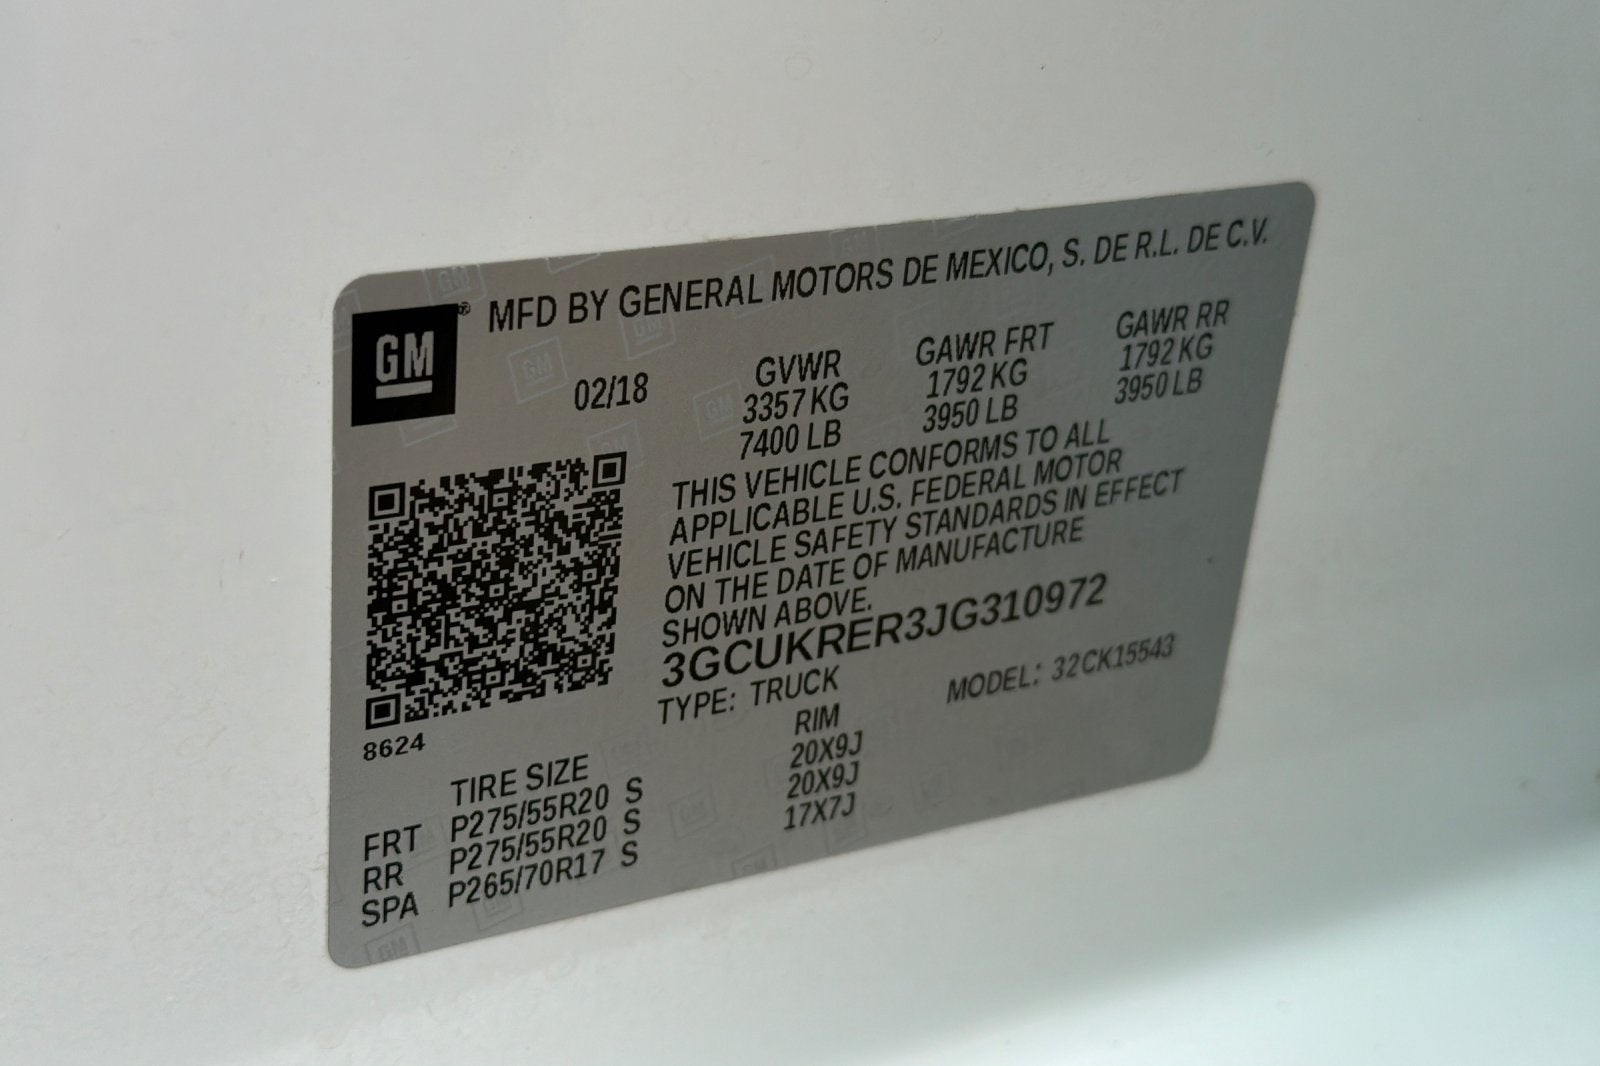 GM® MFD BY GENERAL MOTORS DE MEXICO, S. DE R.L. DE C.V.
02/18 GVWR GAWR FRT GAWR RR
3357 KG 1792 KG 1792 KG
7400 LB 3950 LB 3950 LB
THIS VEHICLE CONFORMS TO ALL
APPLICABLE U.S. FEDERAL MOTOR
VEHICLE SAFETY STANDARDS IN EFFECT
ON THE DATE OF MANUFACTURE
SHOWN ABOVE.
3GCUKRER3JG310972
TYPE: TRUCK MODEL: 32CK15543
8624
TIRE SIZE RIM
FRT P275/55R20 S 20X9J
RR P275/55R20 S 20X9J
SPA P265/70R17 S 17X7J